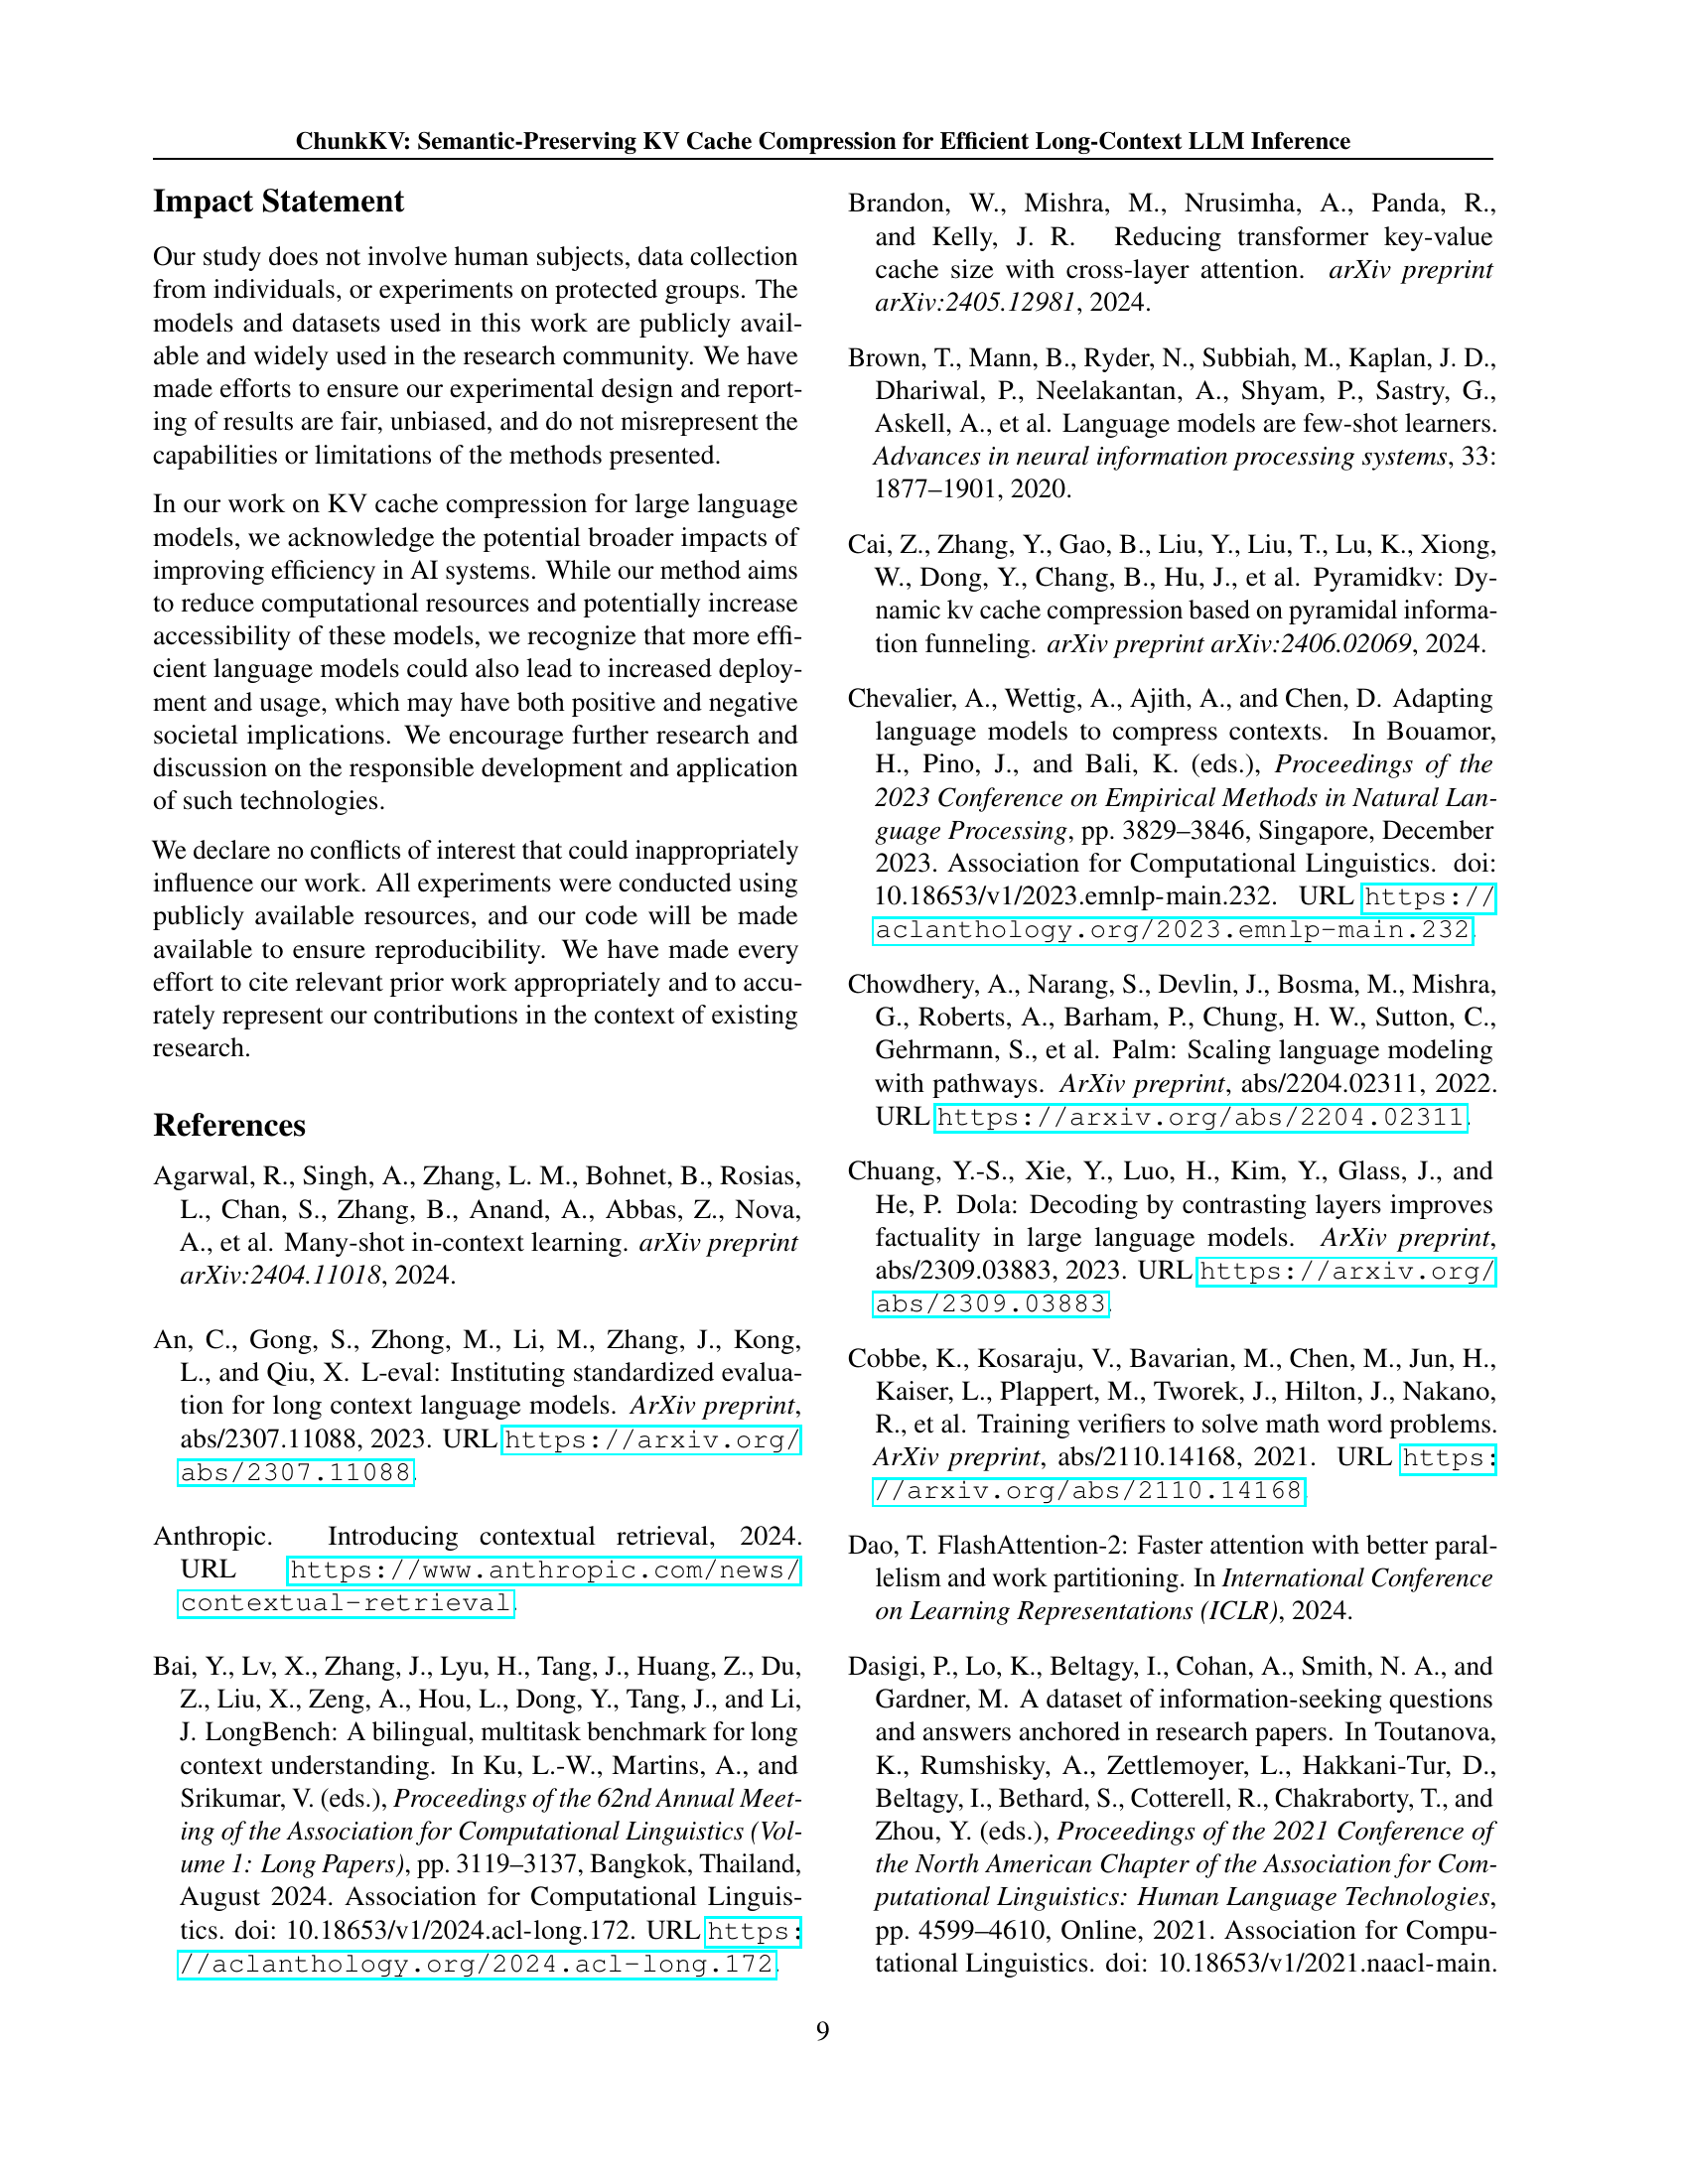 ChunkKV: Semantic-Preserving KV Cache Compression for Efficient Long-Context LLM Inference
Impact Statement
Our study does not involve human subjects, data collection
from individuals, or experiments on protected groups. The
models and datasets used in this work are publicly avail-
able and widely used in the research community. We have
made efforts to ensure our experimental design and report-
ing of results are fair, unbiased, and do not misrepresent the
capabilities or limitations of the methods presented.
In our work on KV cache compression for large language
models, we acknowledge the potential broader impacts of
improving efficiency in AI systems. While our method aims
to reduce computational resources and potentially increase
accessibility of these models, we recognize that more effi-
cient language models could also lead to increased deploy-
ment and usage, which may have both positive and negative
societal implications. We encourage further research and
discussion on the responsible development and application
of such technologies.
We declare no conflicts of interest that could inappropriately
influence our work. All experiments were conducted using
publicly available resources, and our code will be made
available to ensure reproducibility. We have made every
effort to cite relevant prior work appropriately and to accu-
rately represent our contributions in the context of existing
research.
References
Agarwal, R., Singh, A., Zhang, L. M., Bohnet, B., Rosias,
L., Chan, S., Zhang, B., Anand, A., Abbas, Z., Nova,
A., et al. Many-shot in-context learning. arXiv preprint
arXiv:2404.11018, 2024.
An, C., Gong, S., Zhong, M., Li, M., Zhang, J., Kong,
L., and Qiu, X. L-eval: Instituting standardized evalua-
tion for long context language models. ArXiv preprint,
abs/2307.11088, 2023. URL https://arxiv.org/
abs/2307.11088.
Anthropic. Introducing contextual retrieval, 2024.
URL https://www.anthropic.com/news/
contextual-retrieval.
Bai, Y., Lv, X., Zhang, J., Lyu, H., Tang, J., Huang, Z., Du,
Z., Liu, X., Zeng, A., Hou, L., Dong, Y., Tang, J., and Li,
J. LongBench: A bilingual, multitask benchmark for long
context understanding. In Ku, L.-W., Martins, A., and
Srikumar, V. (eds.), Proceedings of the 62nd Annual Meet-
ing of the Association for Computational Linguistics (Vol-
ume 1: Long Papers), pp. 3119–3137, Bangkok, Thailand,
August 2024. Association for Computational Linguis-
tics. doi: 10.18653/v1/2024.acl-long.172. URL https:
//aclanthology.org/2024.acl-long.172.
Brandon, W., Mishra, M., Nrusimha, A., Panda, R.,
and Kelly, J. R. Reducing transformer key-value
cache size with cross-layer attention. arXiv preprint
arXiv:2405.12981, 2024.
Brown, T., Mann, B., Ryder, N., Subbiah, M., Kaplan, J. D.,
Dhariwal, P., Neelakantan, A., Shyam, P., Sastry, G.,
Askell, A., et al. Language models are few-shot learners.
Advances in neural information processing systems, 33:
1877–1901, 2020.
Cai, Z., Zhang, Y., Gao, B., Liu, Y., Liu, T., Lu, K., Xiong,
W., Dong, Y., Chang, B., Hu, J., et al. Pyramidkv: Dy-
namic kv cache compression based on pyramidal informa-
tion funneling. arXiv preprint arXiv:2406.02069, 2024.
Chevalier, A., Wettig, A., Ajith, A., and Chen, D. Adapting
language models to compress contexts. In Bouamor,
H., Pino, J., and Bali, K. (eds.), Proceedings of the
2023 Conference on Empirical Methods in Natural Lan-
guage Processing, pp. 3829–3846, Singapore, December
2023. Association for Computational Linguistics. doi:
10.18653/v1/2023.emnlp-main.232. URL https://
aclanthology.org/2023.emnlp-main.232.
Chowdhery, A., Narang, S., Devlin, J., Bosma, M., Mishra,
G., Roberts, A., Barham, P., Chung, H. W., Sutton, C.,
Gehrmann, S., et al. Palm: Scaling language modeling
with pathways. ArXiv preprint, abs/2204.02311, 2022.
URL https://arxiv.org/abs/2204.02311.
Chuang, Y.-S., Xie, Y., Luo, H., Kim, Y., Glass, J., and
He, P. Dola: Decoding by contrasting layers improves
factuality in large language models. ArXiv preprint,
abs/2309.03883, 2023. URL https://arxiv.org/
abs/2309.03883.
Cobbe, K., Kosaraju, V., Bavarian, M., Chen, M., Jun, H.,
Kaiser, L., Plappert, M., Tworek, J., Hilton, J., Nakano,
R., et al. Training verifiers to solve math word problems.
ArXiv preprint, abs/2110.14168, 2021. URL https:
//arxiv.org/abs/2110.14168.
Dao, T. FlashAttention-2: Faster attention with better paral-
lelism and work partitioning. In International Conference
on Learning Representations (ICLR), 2024.
Dasigi, P., Lo, K., Beltagy, I., Cohan, A., Smith, N. A., and
Gardner, M. A dataset of information-seeking questions
and answers anchored in research papers. In Toutanova,
K., Rumshisky, A., Zettlemoyer, L., Hakkani-Tur, D.,
Beltagy, I., Bethard, S., Cotterell, R., Chakraborty, T., and
Zhou, Y. (eds.), Proceedings of the 2021 Conference of
the North American Chapter of the Association for Com-
putational Linguistics: Human Language Technologies,
pp. 4599–4610, Online, 2021. Association for Compu-
tational Linguistics. doi: 10.18653/v1/2021.naacl-main.
9